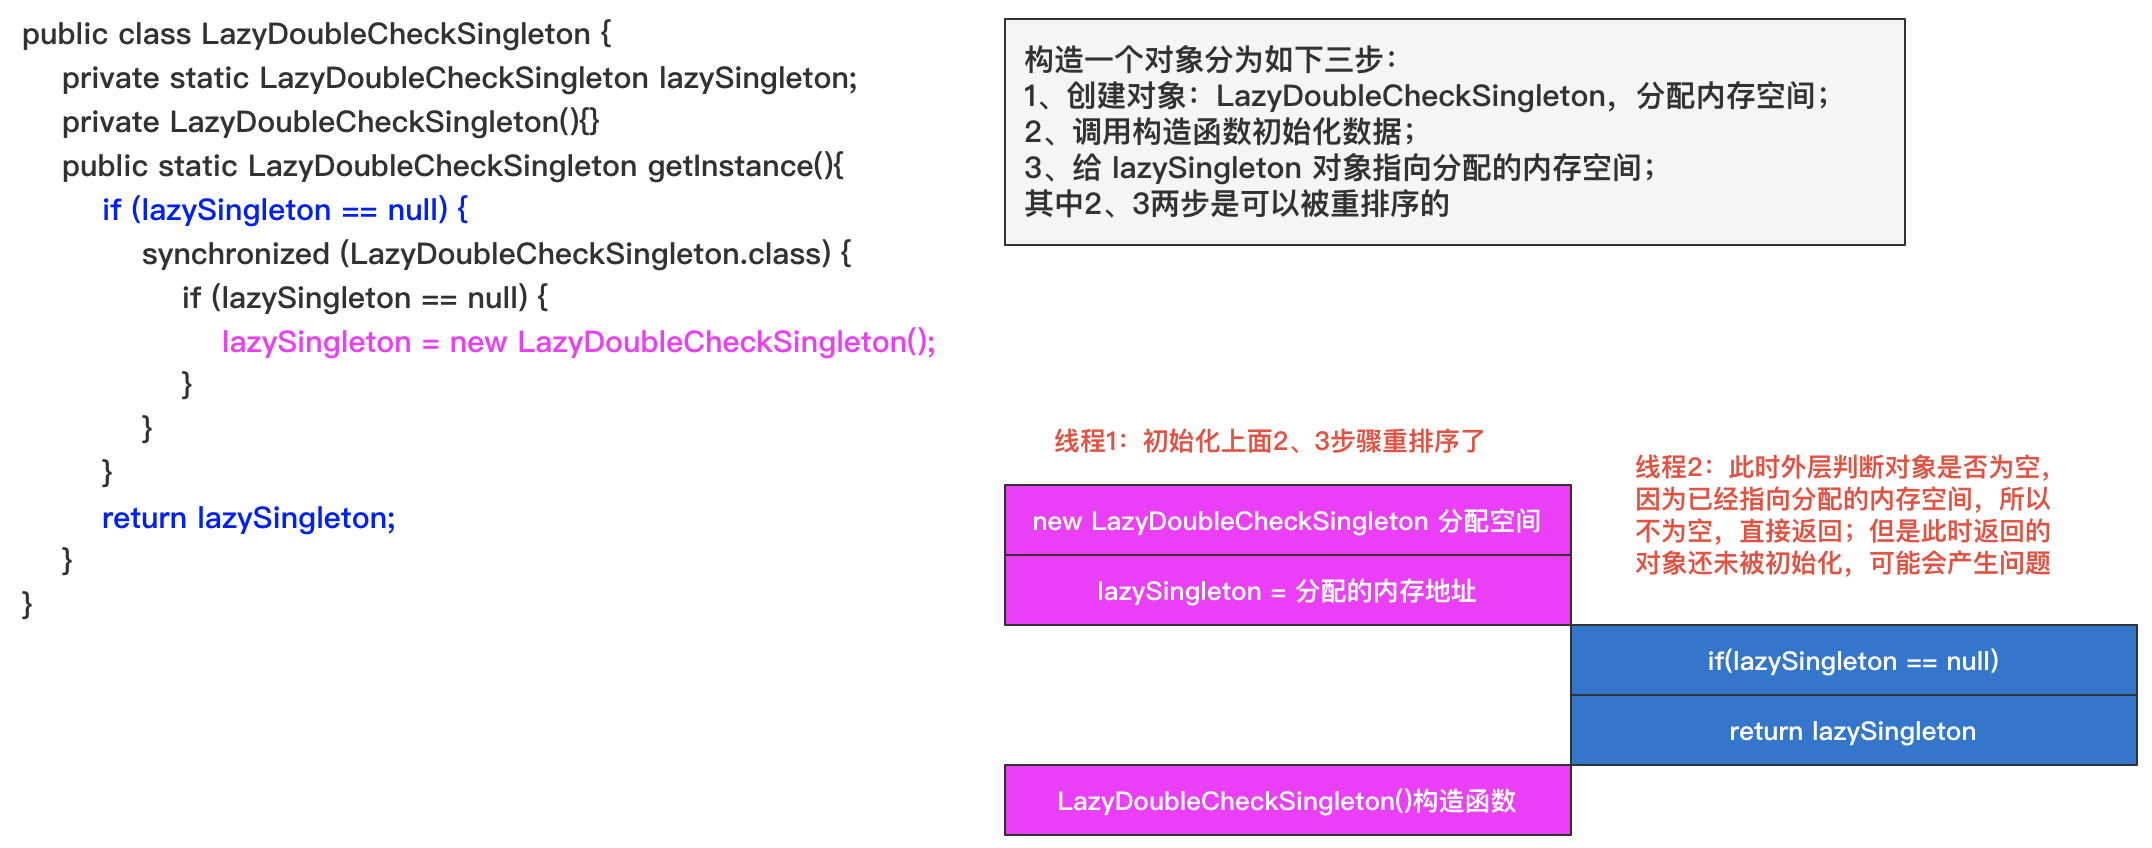 public class LazyDoubleCheckSingleton {
private static LazyDoubleCheckSingleton lazySingleton;
private LazyDoubleCheckSingleton(){}
public static LazyDoubleCheckSingleton getInstance(){
if (lazySingleton == null) {
synchronized (LazyDoubleCheckSingleton.class) {
if (lazySingleton == null) {
lazySingleton = new LazyDoubleCheckSingleton();
}
}
}
return lazySingleton;
}
}
构造一个对象分为如下三步：
1、创建对象：LazyDoubleCheckSingleton，分配内存空间；
2、调用构造函数初始化数据；
3、给 lazySingleton 对象指向分配的内存空间；
其中2、3两步是可以被重排序的
线程1：初始化上面2、3步骤重排序了
new LazyDoubleCheckSingleton 分配空间
lazySingleton = 分配的内存地址
线程2：此时外层判断对象是否为空，
因为已经指向分配的内存空间，所以
不为空，直接返回；但是此时返回的
对象还未被初始化，可能会产生问题
if(lazySingleton == null)
return lazySingleton
LazyDoubleCheckSingleton()构造函数